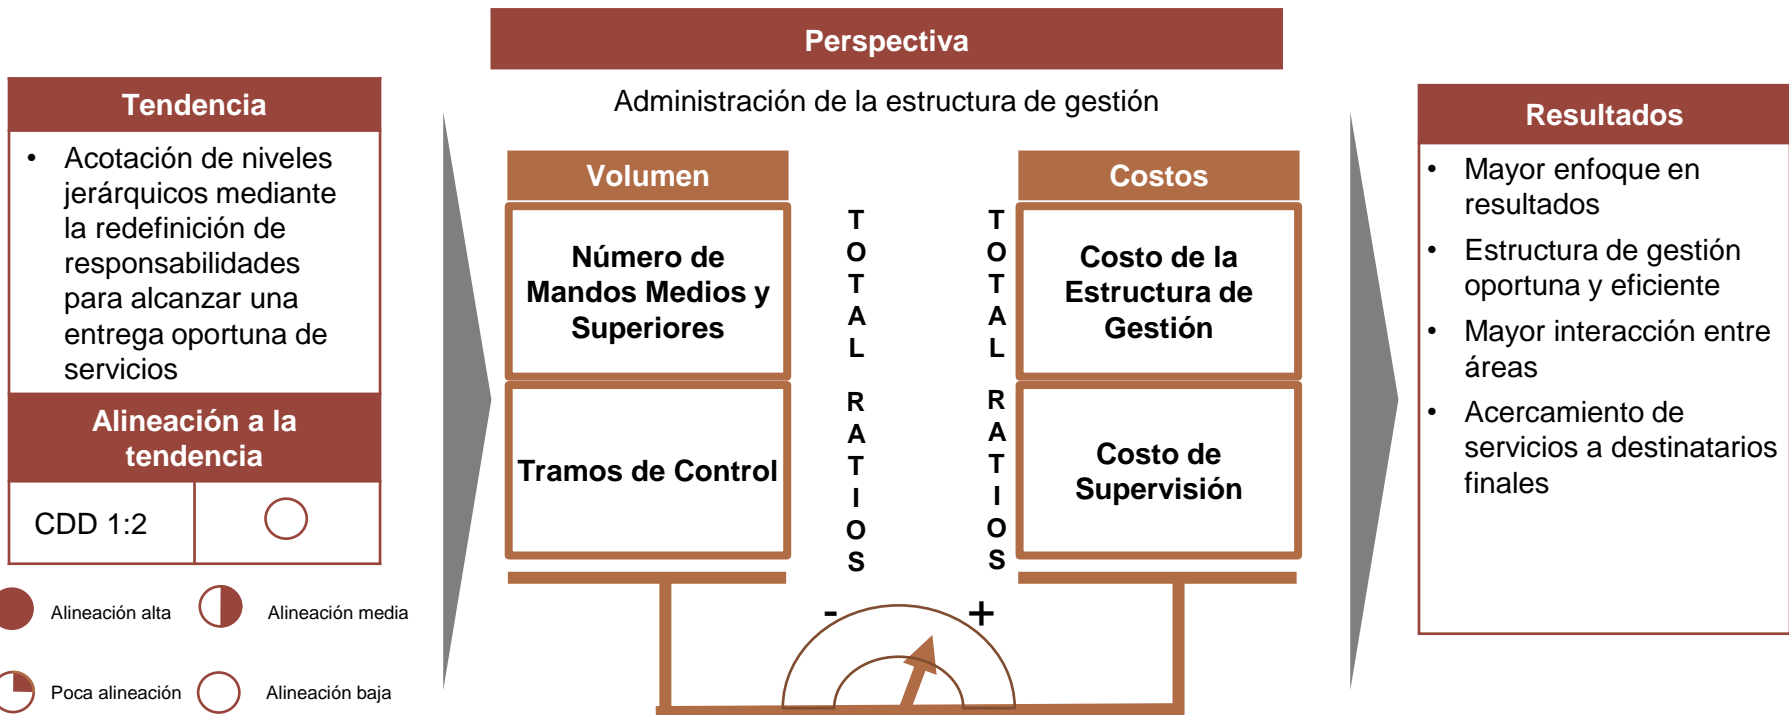 Perspectiva
Administración de la estructura de gestión
Tendencia
• Acotación de niveles
jerárquicos mediante
la redefinición de
responsabilidades
para alcanzar una
entrega oportuna de
servicios
Alineación a la
tendencia
CDD 1:2
Alineación alta
Alineación media
Poca alineación
Alineación baja
Volumen
Número de
Mandos Medios y
Superiores
Tramos de Control
TOTAL RATIOS
TOTAL RATIOS
Costos
Costo de la
Estructura de
Gestión
Costo de
Supervisión
- +
Resultados
• Mayor enfoque en
resultados
• Estructura de gestión
oportuna y eficiente
• Mayor interacción entre
áreas
• Acercamiento de
servicios a destinatarios
finales